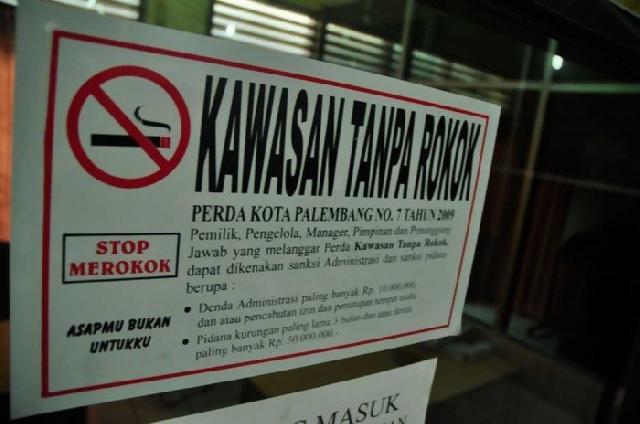 KAWASAN TANPA ROKOK
PERDA KOTA PALEMBANG NO. 7 TAHUN 2009
Pemilik, Pengelola, Manager, Pimpinan dan Penanggung
Jawab yang melanggar Perda Kawasan Tanpa Rokok,
dapat dikenakan sanksi Administrasi dan sanksi pidana
berupa :
• Denda Administrasi paling banyak Rp. 10.000.000,-
dan atau pencabutan izin dan penutupan tempat usaha
• Pidana kurungan paling lama 3 bulan dan atau denda
paling banyak Rp. 50.000.000,-
STOP
MEROKOK
ASAPMU BUKAN
UNTUKKU
MASUK